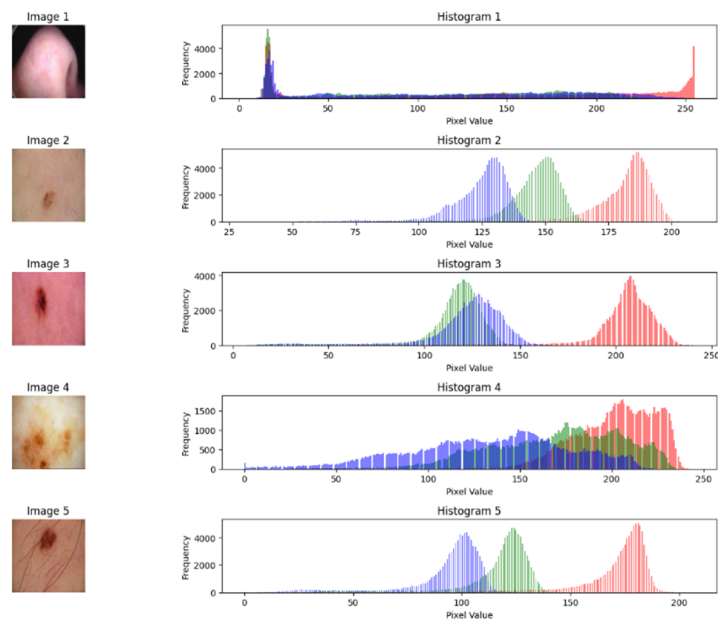 Image 1
Histogram 1
Frequency
4000
2000
0
0 50 100 150 200 250
Pixel Value
Image 2
Histogram 2
Frequency
4000
2000
0
25 50 75 100 125 150 175 200
Pixel Value
Image 3
Histogram 3
Frequency
4000
2000
0
0 50 100 150 200 250
Pixel Value
Image 4
Histogram 4
Frequency
1500
1000
500
0
0 50 100 150 200 250
Pixel Value
Image 5
Histogram 5
Frequency
4000
2000
0
50 100 150 200
Pixel Value